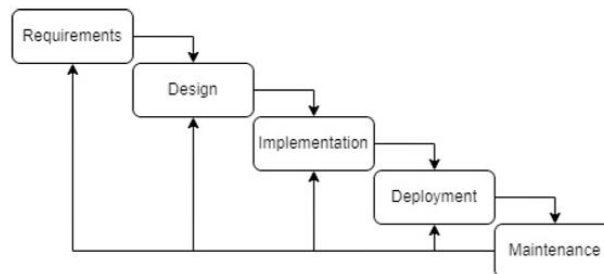 Requirements
Design
Implementation
Deployment
Maintenance